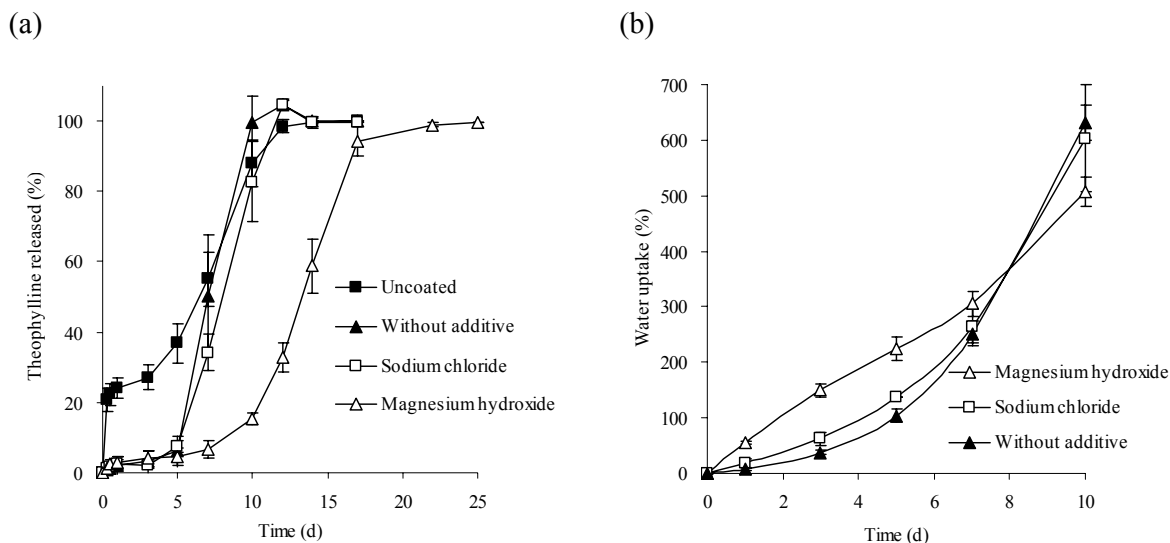 (a)
(b)
Theophylline released (%)
100
80
60
40
20
0
Uncoated
Without additive
Sodium chloride
Magnesium hydroxide
0 5 10 15 20 25
Time (d)
Water uptake (%)
700
600
500
400
300
200
100
0
Magnesium hydroxide
Sodium chloride
Without additive
0 2 4 6 8 10
Time (d)